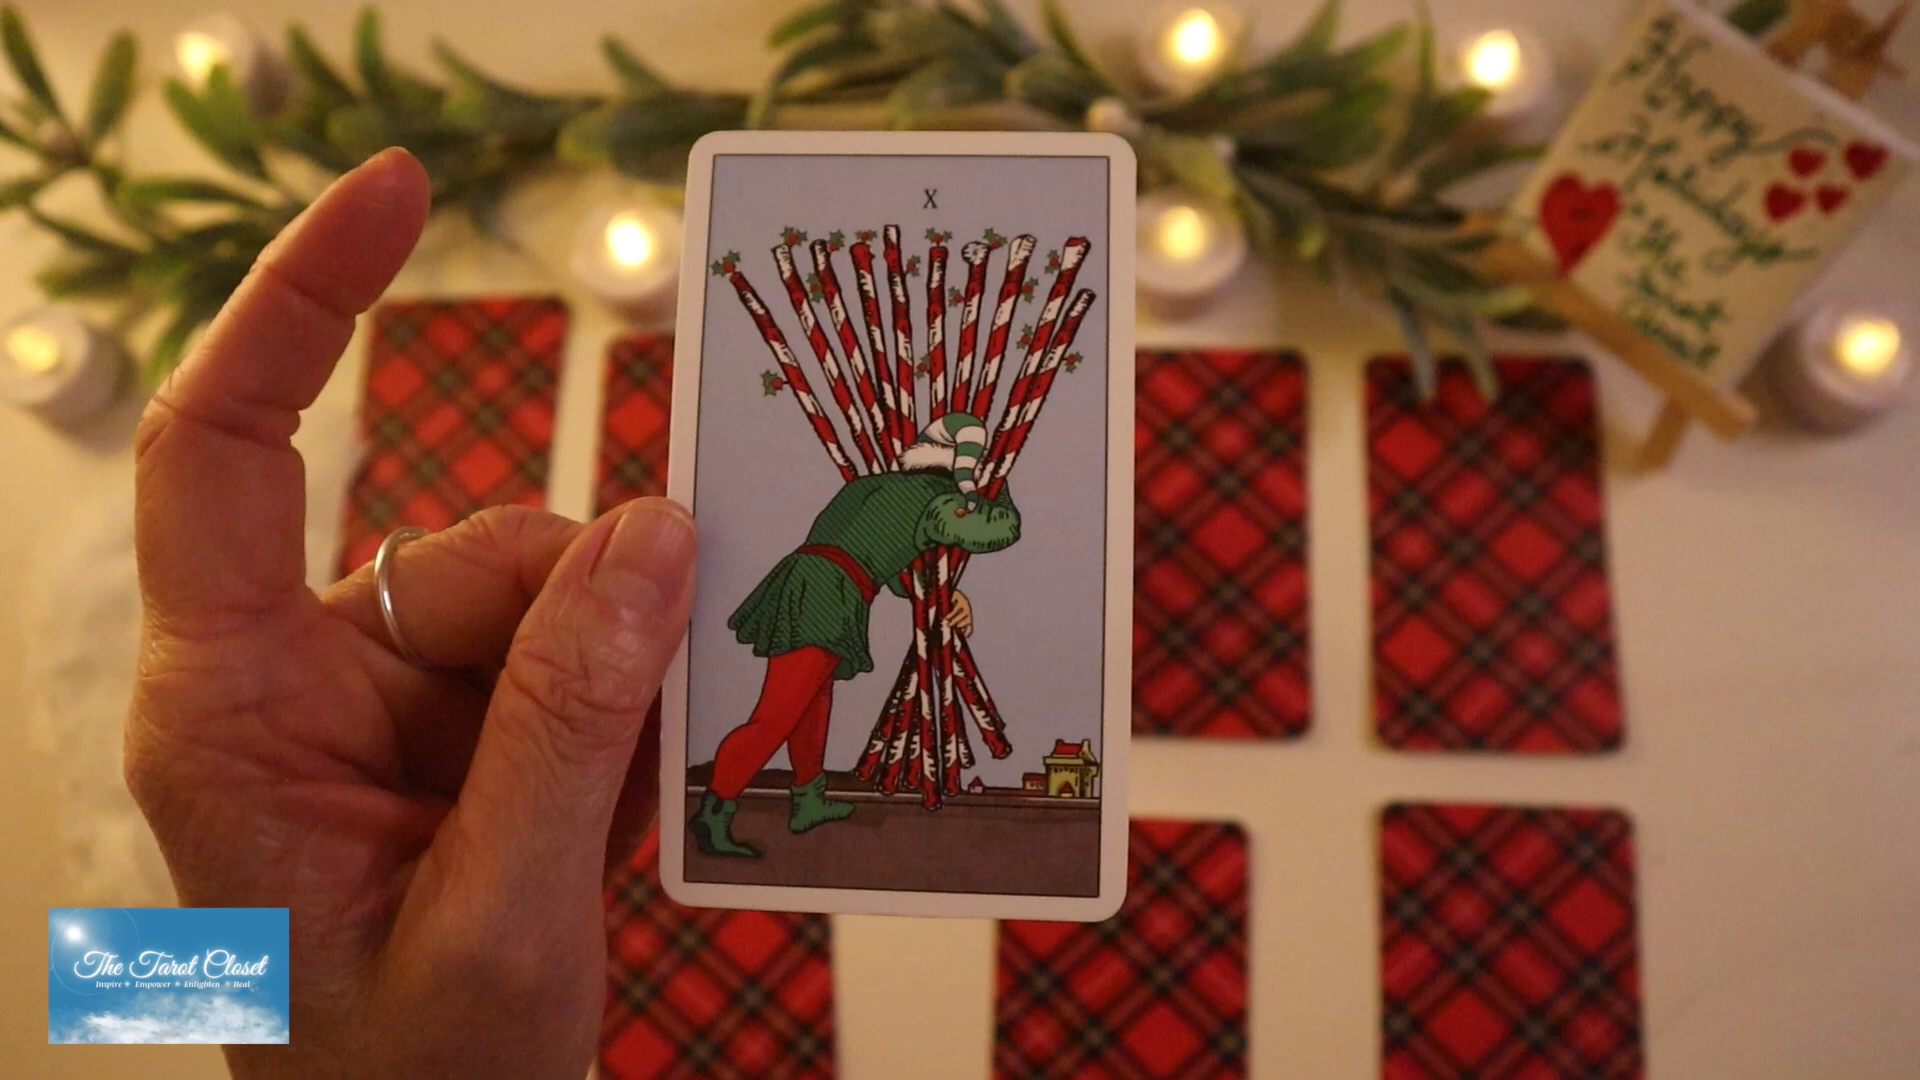 Happy
Holidays
X
The Tarot Closet
Inspire * Empower * Enlighten * Heal